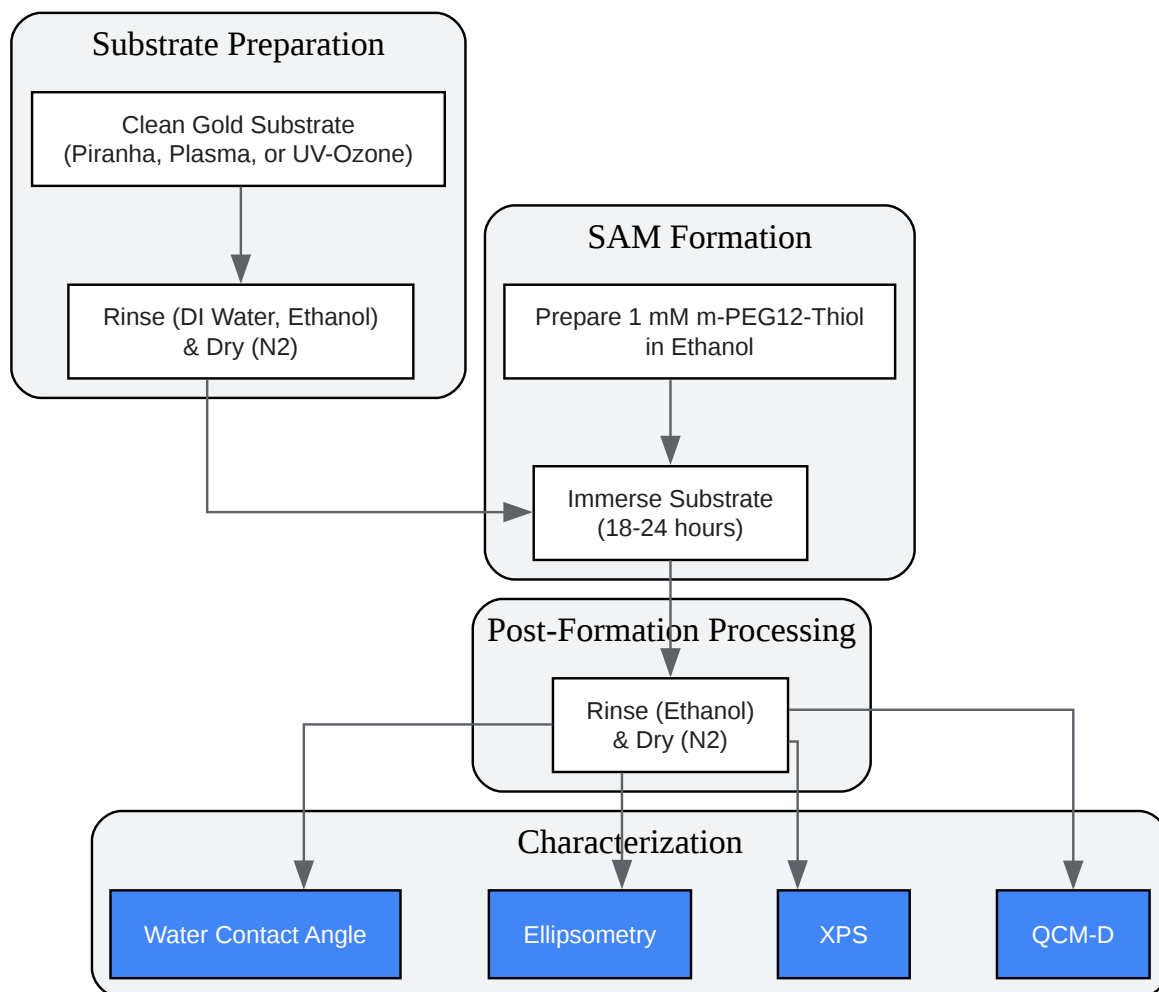 Substrate Preparation
Clean Gold Substrate
(Piranha, Plasma, or UV-Ozone)
Rinse (DI Water, Ethanol)
& Dry (N2)
SAM Formation
Prepare 1 mM m-PEG12-Thiol
in Ethanol
Immerse Substrate
(18-24 hours)
Post-Formation Processing
Rinse (Ethanol)
& Dry (N2)
Characterization
Water Contact Angle
Ellipsometry
XPS
QCM-D